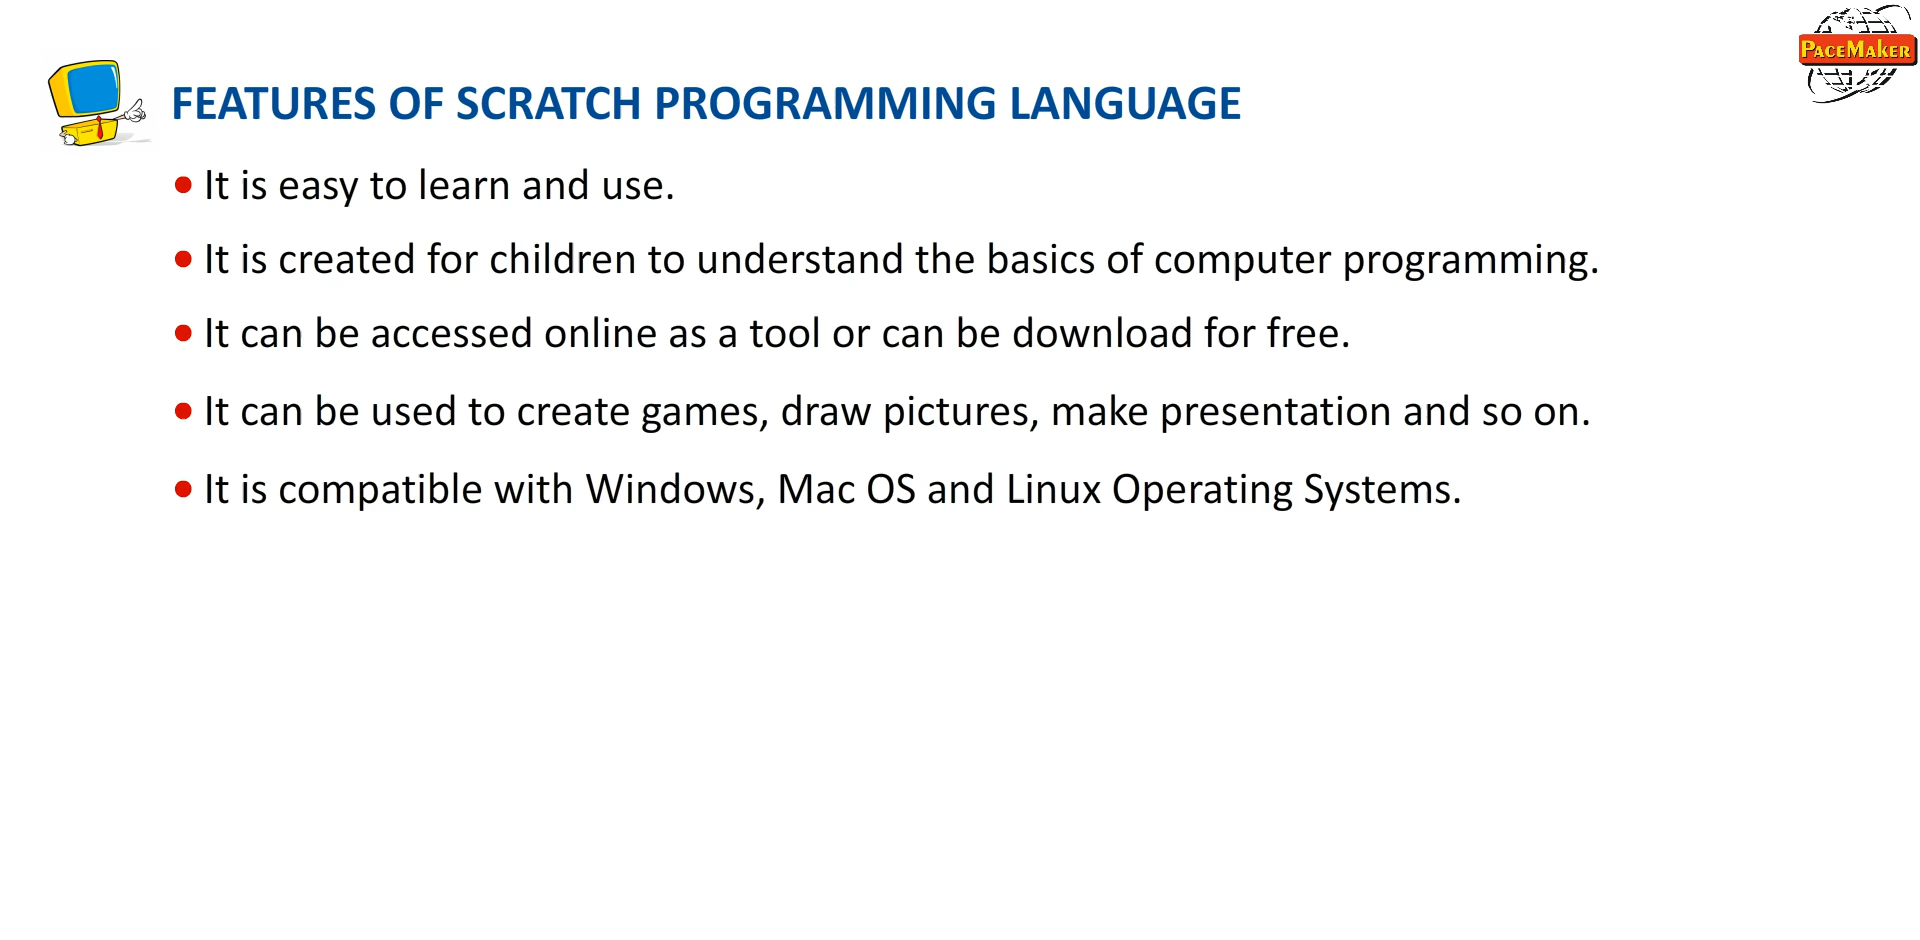 PACEMAKER
FEATURES OF SCRATCH PROGRAMMING LANGUAGE
• It is easy to learn and use.
• It is created for children to understand the basics of computer programming.
• It can be accessed online as a tool or can be download for free.
• It can be used to create games, draw pictures, make presentation and so on.
• It is compatible with Windows, Mac OS and Linux Operating Systems.